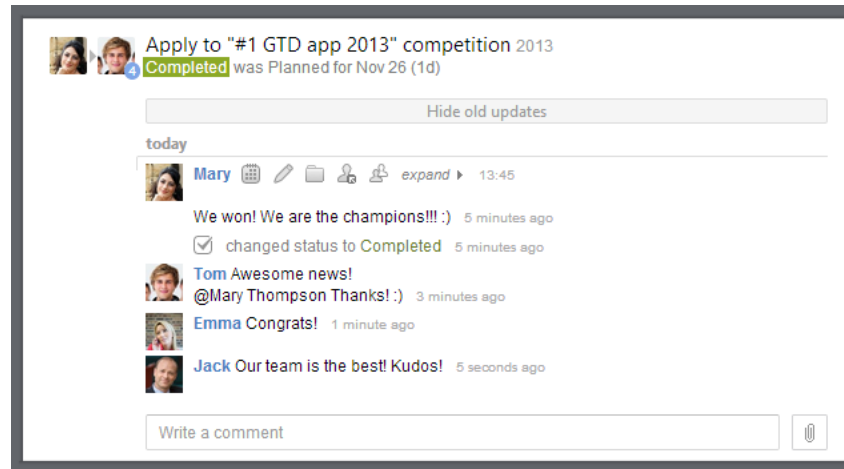 Apply to "#1 GTD app 2013" competition 2013
4
Completed was Planned for Nov 26 (1d)
Hide old updates
today
Mary expand 13:45
We won! We are the champions!!! :) 5 minutes ago
changed status to Completed 5 minutes ago
Tom Awesome news!
@Mary Thompson Thanks! :) 3 minutes ago
Emma Congrats! 1 minute ago
Jack Our team is the best! Kudos! 5 seconds ago
Write a comment